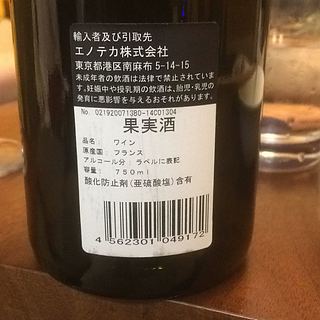 輸入者及び引取先
エノテカ株式会社
東京都港区南麻布5-14-15
未成年者の飲酒は法律で禁止されていま
す。妊娠中や授乳期の飲酒は、胎児・乳児の
発育に悪影響を与えるおそれがあります。
No. 0219200713B0-14C01304
果実酒
品名: ワイン
原産国: フランス
アルコール分: ラベルに表記
容量: 750ml
酸化防止剤(亜硫酸塩)含有
4 562301 049172